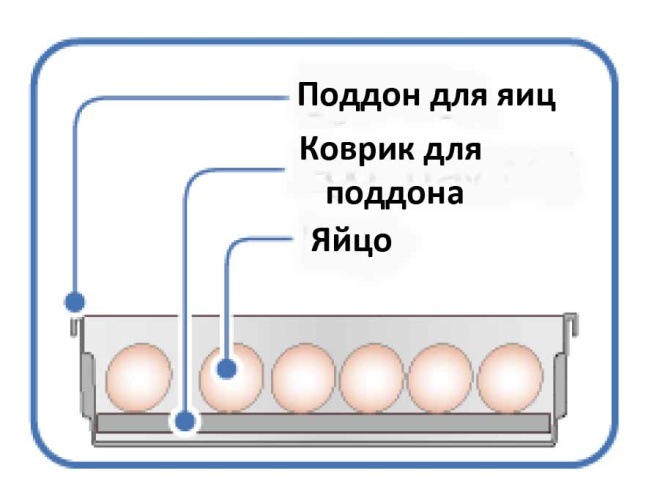 Поддон для яиц
Коврик для
поддона
Яйцо